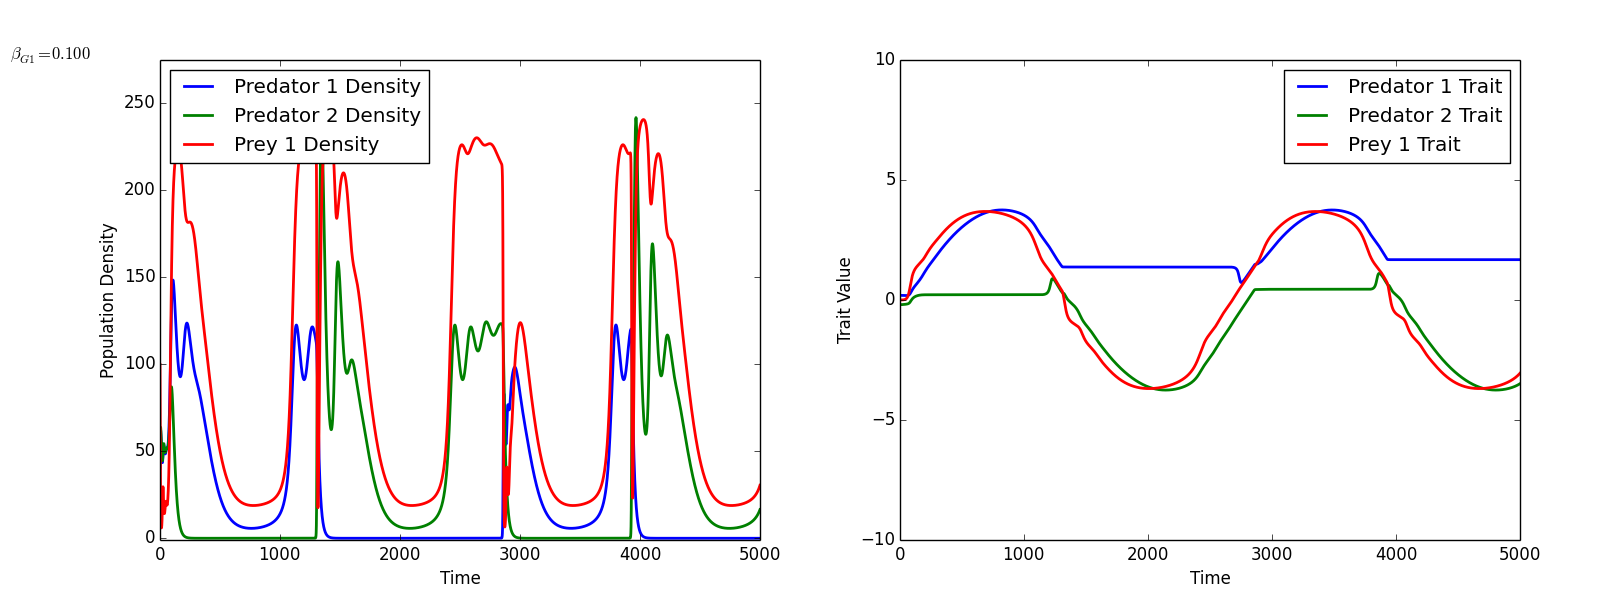 β_G1=0.100
Predator 1 Density
Predator 2 Density
Prey 1 Density
Population Density
250
200
150
100
50
0
0 1000 2000 3000 4000 5000
Time
Predator 1 Trait
Predator 2 Trait
Prey 1 Trait
Trait Value
10
5
0
−5
−10
0 1000 2000 3000 4000 5000
Time